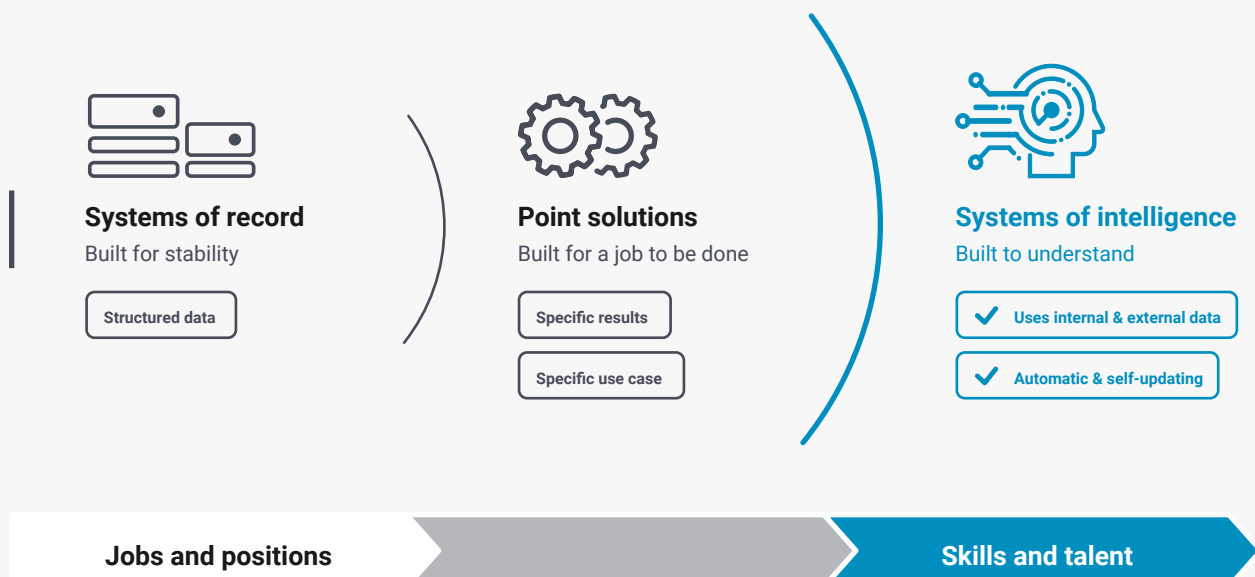 Systems of record
Built for stability
Structured data
Point solutions
Built for a job to be done
Specific results
Specific use case
Systems of intelligence
Built to understand
Uses internal & external data
Automatic & self-updating
Jobs and positions
Skills and talent